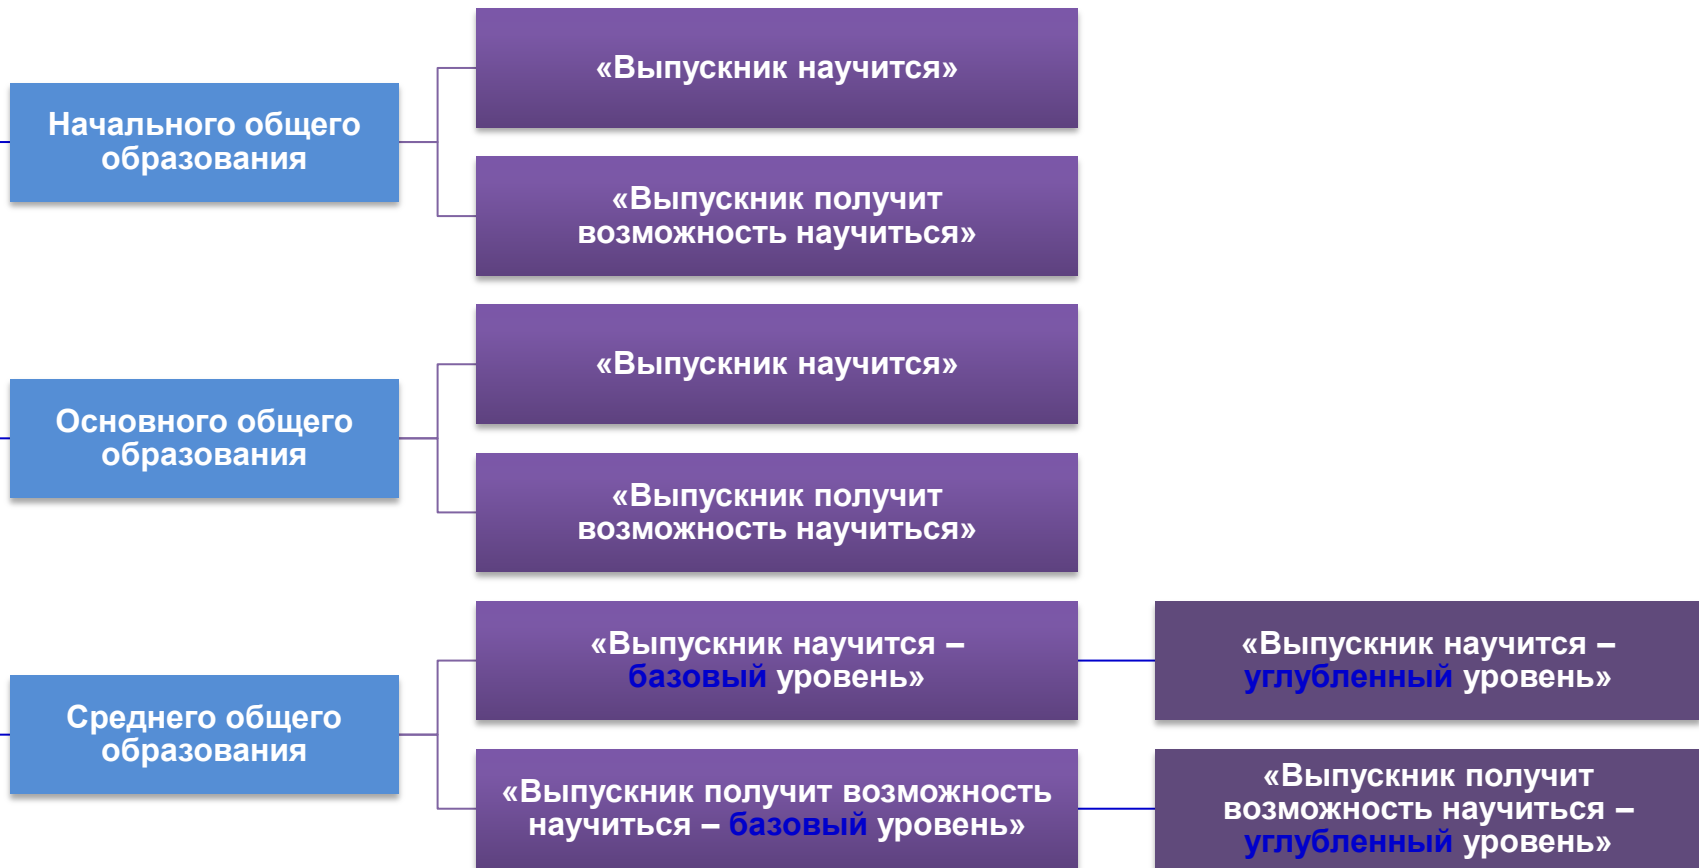 Начального общего
образования
«Выпускник научится»
«Выпускник получит
возможность научиться»
Основного общего
образования
«Выпускник научится»
«Выпускник получит
возможность научиться»
Среднего общего
образования
«Выпускник научится –
базовый уровень»
«Выпускник научится –
углубленный уровень»
«Выпускник получит возможность
научиться – базовый уровень»
«Выпускник получит
возможность научиться –
углубленный уровень»